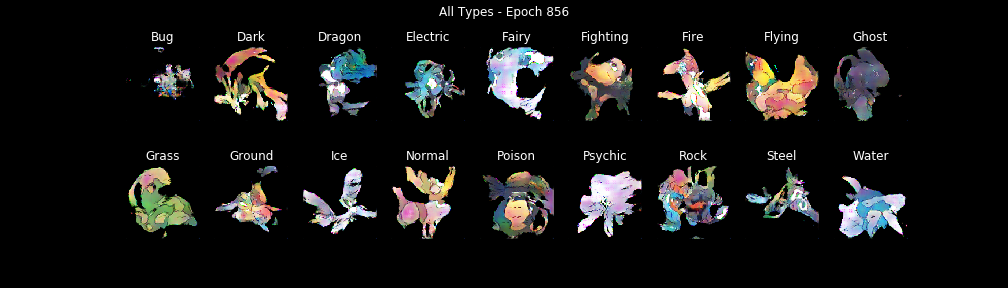 All Types - Epoch 856
Bug Dark Dragon Electric Fairy Fighting Fire Flying Ghost
Grass Ground Ice Normal Poison Psychic Rock Steel Water